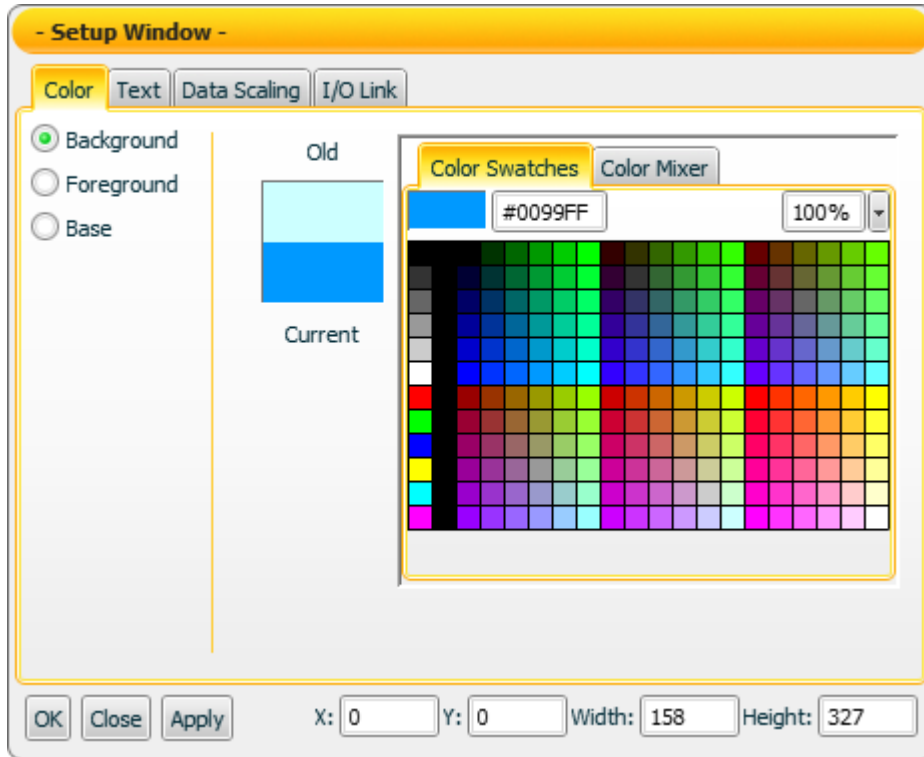 - Setup Window -
Color Text Data Scaling I/O Link
Background
Foreground
Base
Old
Current
Color Swatches Color Mixer
#0099FF 100%
OK Close Apply X: 0 Y: 0 Width: 158 Height: 327